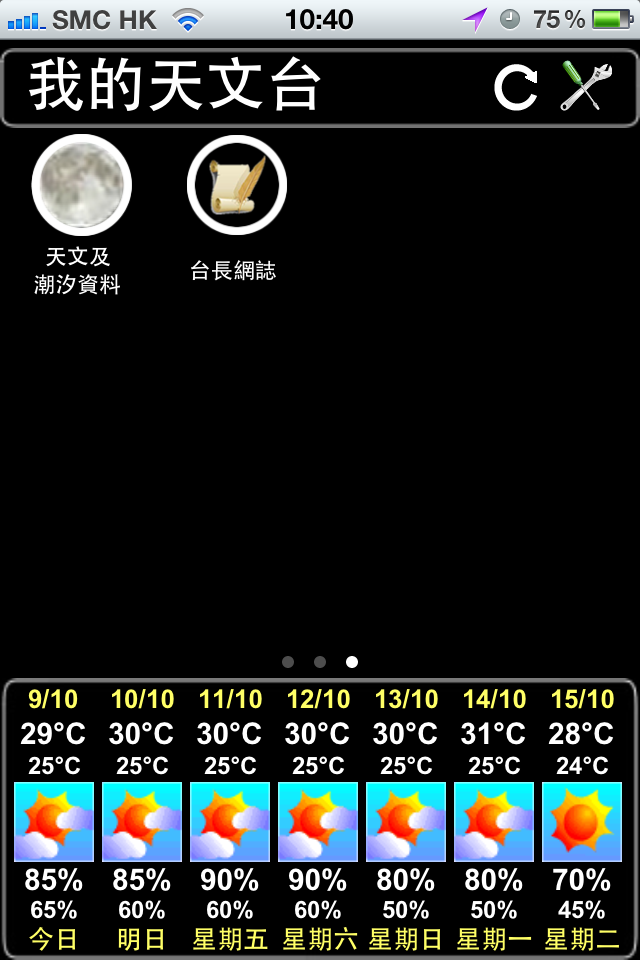 SMC HK 10:40 75%
我的天文台
天文及
潮汐資料
台長網誌
9/10 10/10 11/10 12/10 13/10 14/10 15/10
29°C 30°C 30°C 30°C 30°C 31°C 28°C
25°C 25°C 25°C 25°C 25°C 25°C 24°C
85% 85% 90% 90% 80% 80% 70%
65% 60% 60% 60% 50% 50% 45%
今日 明日 星期五 星期六 星期日 星期一 星期二